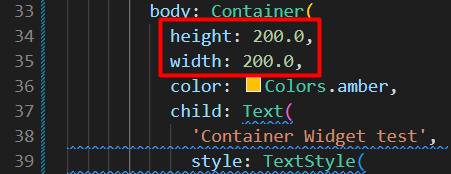 33 body: Container(
34 height: 200.0,
35 width: 200.0,
36 color: Colors.amber,
37 child: Text(
38 'Container Widget test',
39 style: TextStyle(